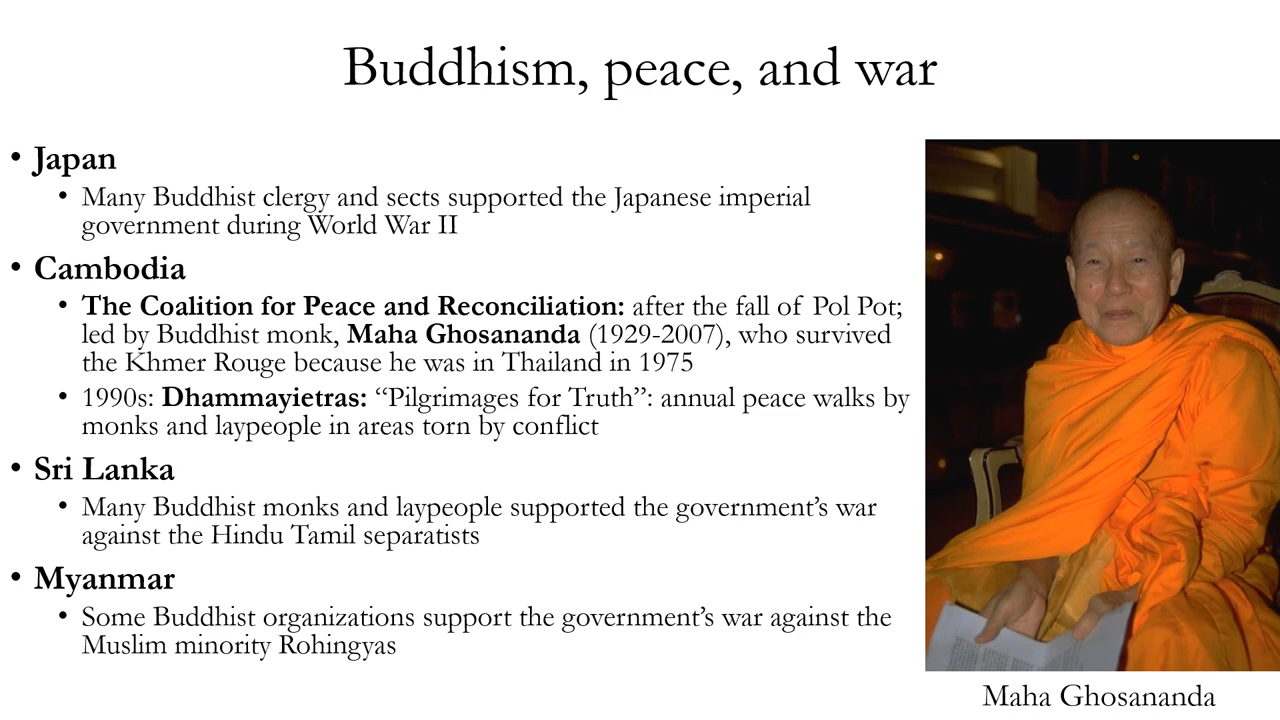 Buddhism, peace, and war
• Japan
• Many Buddhist clergy and sects supported the Japanese imperial
government during World War II
• Cambodia
• The Coalition for Peace and Reconciliation: after the fall of Pol Pot;
led by Buddhist monk, Maha Ghosananda (1929-2007), who survived
the Khmer Rouge because he was in Thailand in 1975
• 1990s: Dhammayietras: “Pilgrimages for Truth”: annual peace walks by
monks and laypeople in areas torn by conflict
• Sri Lanka
• Many Buddhist monks and laypeople supported the government’s war
against the Hindu Tamil separatists
• Myanmar
• Some Buddhist organizations support the government’s war against the
Muslim minority Rohingyas
Maha Ghosananda